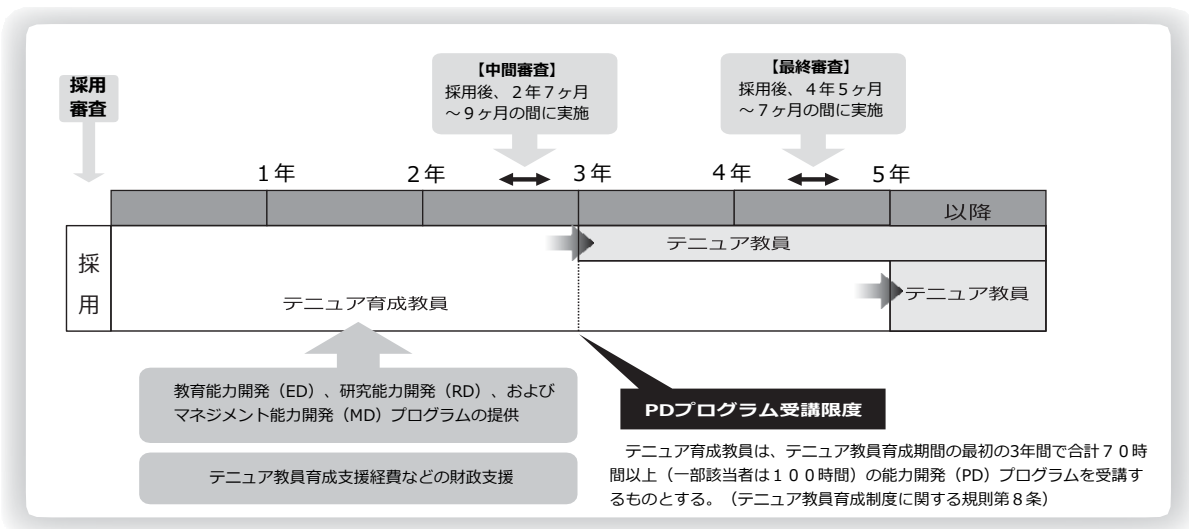 採用
審査
【中間審査】
採用後、２年７ヶ月
～９ヶ月の間に実施
【最終審査】
採用後、４年５ヶ月
～７ヶ月の間に実施
１年
２年
３年
４年
５年
以降
採
用
テニュア教員
テニュア育成教員
テニュア教員
教育能力開発（ED）、研究能力開発（RD）、および
マネジメント能力開発（MD）プログラムの提供
テニュア教員育成支援経費などの財政支援
PDプログラム受講限度
テニュア育成教員は、テニュア教員育成期間の最初の3年間で合計７０時
間以上（一部該当者は１００時間）の能力開発（PD）プログラムを受講す
るものとする。（テニュア教員育成制度に関する規則第８条）